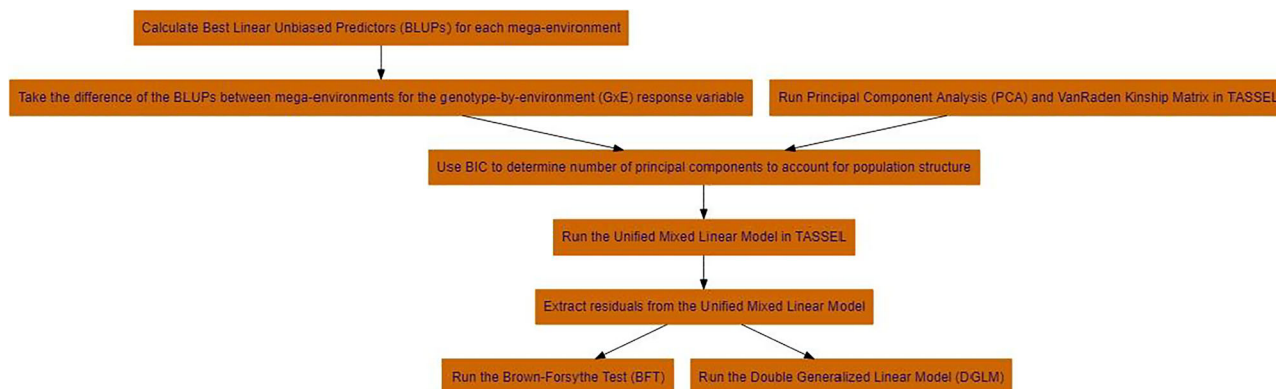 Calculate Best Linear Unbiased Predictors (BLUPs) for each mega-environment
Take the difference of the BLUPs between mega-environments for the genotype-by-environment (GxE) response variable
Run Principal Component Analysis (PCA) and VanRaden Kinship Matrix in TASSEL
Use BIC to determine number of principal components to account for population structure
Run the Unified Mixed Linear Model in TASSEL
Extract residuals from the Unified Mixed Linear Model
Run the Brown-Forsythe Test (BFT)
Run the Double Generalized Linear Model (DGLM)